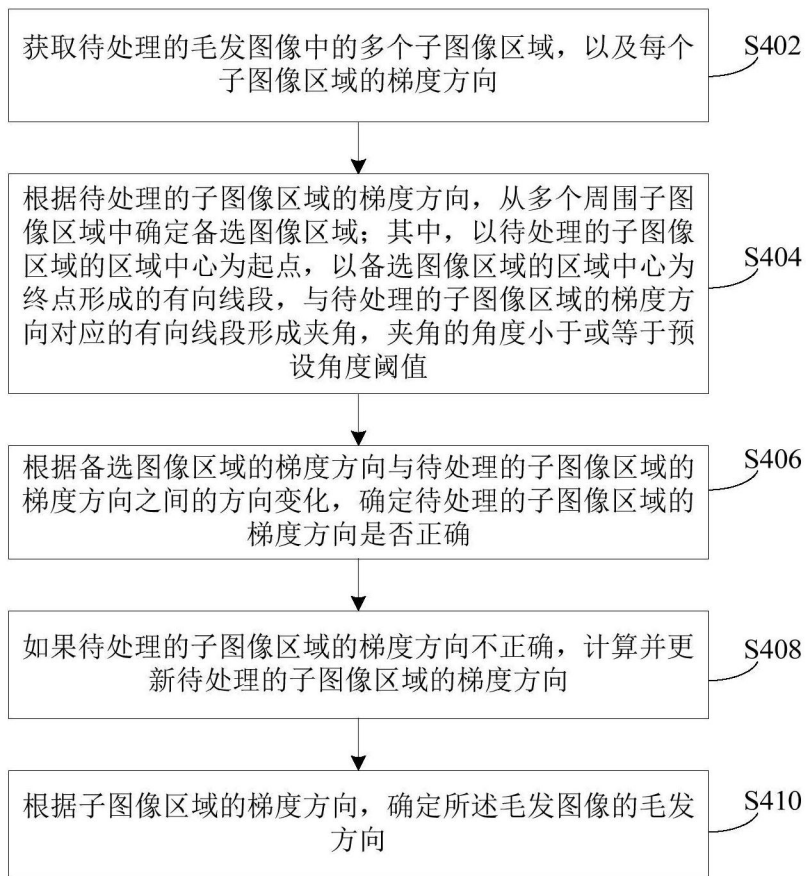 获取待处理的毛发图像中的多个子图像区域，以及每个
子图像区域的梯度方向
S402
根据待处理的子图像区域的梯度方向，从多个周围子图
像区域中确定备选图像区域；其中，以待处理的子图像
区域的区域中心为起点，以备选图像区域的区域中心为
终点形成的有向线段，与待处理的子图像区域的梯度方
向对应的有向线段形成夹角，夹角的角度小于或等于预
设角度阈值
S404
根据备选图像区域的梯度方向与待处理的子图像区域的
梯度方向之间的方向变化，确定待处理的子图像区域的
梯度方向是否正确
S406
如果待处理的子图像区域的梯度方向不正确，计算并更
新待处理的子图像区域的梯度方向
S408
根据子图像区域的梯度方向，确定所述毛发图像的毛发
方向
S410